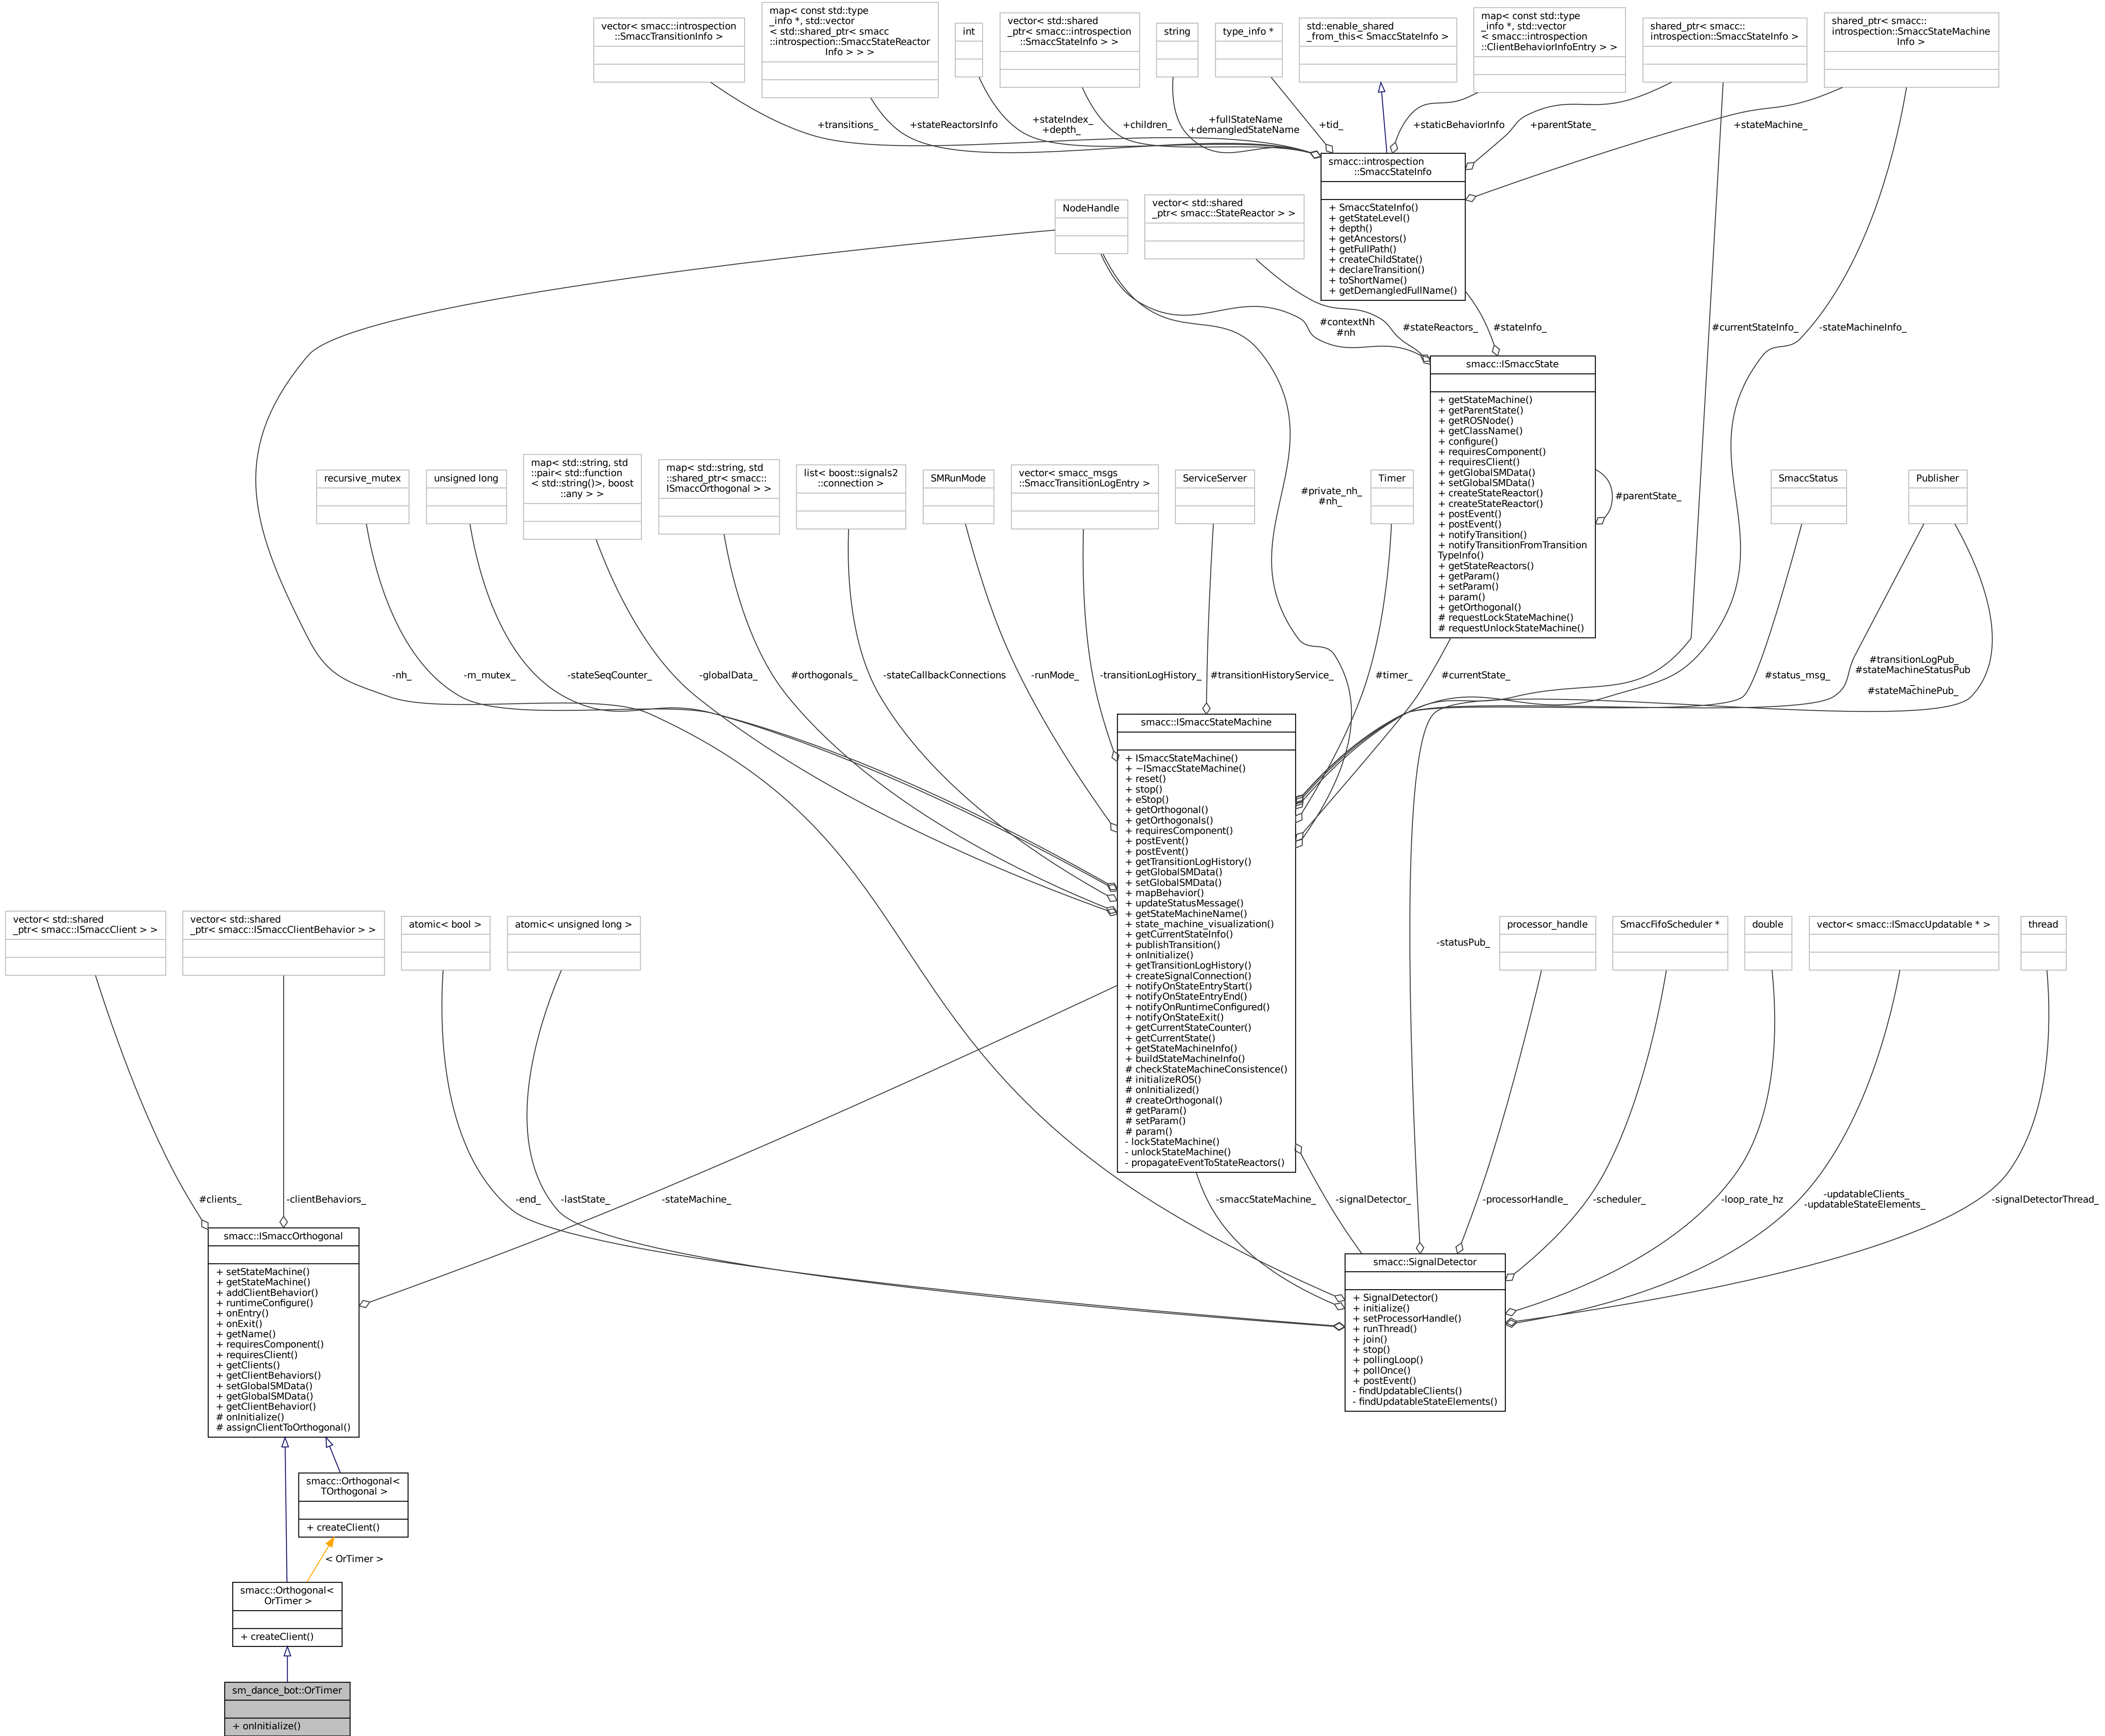 vector< smacc::introspection
::SmaccTransitionInfo >
map< const std::type
_info *, std::vector
< std::shared_ptr< smacc
::introspection::SmaccStateReactor
Info > > >
int
vector< std::shared
_ptr< smacc::introspection
::SmaccStateInfo > >
string
type_info *
std::enable_shared
_from_this< SmaccStateInfo >
map< const std::type
_info *, std::vector
< smacc::introspection
::ClientBehaviorInfoEntry > >
shared_ptr< smacc::
introspection::SmaccStateInfo >
shared_ptr< smacc::
introspection::SmaccStateMachine
Info >
+transitions_
+stateReactorsInfo
+stateIndex_
+depth_
+children_
+fullStateName
+demangledStateName
+tid_
+staticBehaviorInfo
+parentState_
+stateMachine_
smacc::introspection
::SmaccStateInfo
+ SmaccStateInfo()
+ getStateLevel()
+ depth()
+ getAncestors()
+ getFullPath()
+ createChildState()
+ declareTransition()
+ toShortName()
+ getDemangledFullName()
NodeHandle
vector< std::shared
_ptr< smacc::StateReactor > >
#contextNh
#nh
#stateReactors_
#stateInfo_
#currentStateInfo_
-stateMachineInfo_
smacc::ISmaccState
+ getStateMachine()
+ getParentState()
+ getROSNode()
+ getClassName()
+ configure()
+ requiresComponent()
+ requiresClient()
+ getGlobalSMData()
+ setGlobalSMData()
+ createStateReactor()
+ createStateReactor()
+ postEvent()
+ postEvent()
+ notifyTransition()
+ notifyTransitionFromTransition
TypeInfo()
+ getStateReactors()
+ getParam()
+ setParam()
+ param()
+ getOrthogonal()
# requestLockStateMachine()
# requestUnlockStateMachine()
#parentState_
recursive_mutex
unsigned long
map< std::string, std
::pair< std::function
< std::string()>, boost
::any > >
map< std::string, std
::shared_ptr< smacc::
ISmaccOrthogonal > >
list< boost::signals2
::connection >
SMRunMode
vector< smacc_msgs
::SmaccTransitionLogEntry >
ServiceServer
#private_nh_
#nh_
Timer
SmaccStatus
Publisher
-nh_
-m_mutex_
-stateSeqCounter_
-globalData_
#orthogonals_
-stateCallbackConnections
-runMode_
-transitionLogHistory_
#transitionHistoryService_
#timer_
#currentState_
#status_msg_
#transitionLogPub_
#stateMachineStatusPub
_
#stateMachinePub_
smacc::ISmaccStateMachine
+ ISmaccStateMachine()
+ ~ISmaccStateMachine()
+ reset()
+ stop()
+ eStop()
+ getOrthogonal()
+ getOrthogonals()
+ requiresComponent()
+ postEvent()
+ postEvent()
+ getTransitionLogHistory()
+ getGlobalSMData()
+ setGlobalSMData()
+ mapBehavior()
+ updateStatusMessage()
+ getStateMachineName()
+ state_machine_visualization()
+ getCurrentStateInfo()
+ publishTransition()
+ onInitialize()
+ getTransitionLogHistory()
+ createSignalConnection()
+ notifyOnStateEntryStart()
+ notifyOnStateEntryEnd()
+ notifyOnRuntimeConfigured()
+ notifyOnStateExit()
+ getCurrentStateCounter()
+ getCurrentState()
+ getStateMachineInfo()
+ buildStateMachineInfo()
# checkStateMachineConsistence()
# initializeROS()
# onInitialized()
# createOrthogonal()
# getParam()
# setParam()
# param()
- lockStateMachine()
- unlockStateMachine()
- propagateEventToStateReactors()
vector< std::shared
_ptr< smacc::ISmaccClient > >
vector< std::shared
_ptr< smacc::ISmaccClientBehavior > >
atomic< bool >
atomic< unsigned long >
-statusPub_
processor_handle
SmaccFifoScheduler *
double
vector< smacc::ISmaccUpdatable * >
thread
#clients_
-clientBehaviors_
-end_
-lastState_
-stateMachine_
-smaccStateMachine_
-signalDetector_
-processorHandle_
-scheduler_
-loop_rate_hz
-updatableClients_
-updatableStateElements_
-signalDetectorThread_
smacc::ISmaccOrthogonal
+ setStateMachine()
+ getStateMachine()
+ addClientBehavior()
+ runtimeConfigure()
+ onEntry()
+ onExit()
+ getName()
+ requiresComponent()
+ requiresClient()
+ getClients()
+ getClientBehaviors()
+ setGlobalSMData()
+ getGlobalSMData()
+ getClientBehavior()
# onInitialize()
# assignClientToOrthogonal()
smacc::SignalDetector
+ SignalDetector()
+ initialize()
+ setProcessorHandle()
+ runThread()
+ join()
+ stop()
+ pollingLoop()
+ pollOnce()
+ postEvent()
- findUpdatableClients()
- findUpdatableStateElements()
smacc::Orthogonal<
TOrthogonal >
+ createClient()
< OrTimer >
smacc::Orthogonal<
OrTimer >
+ createClient()
sm_dance_bot::OrTimer
+ onInitialize()